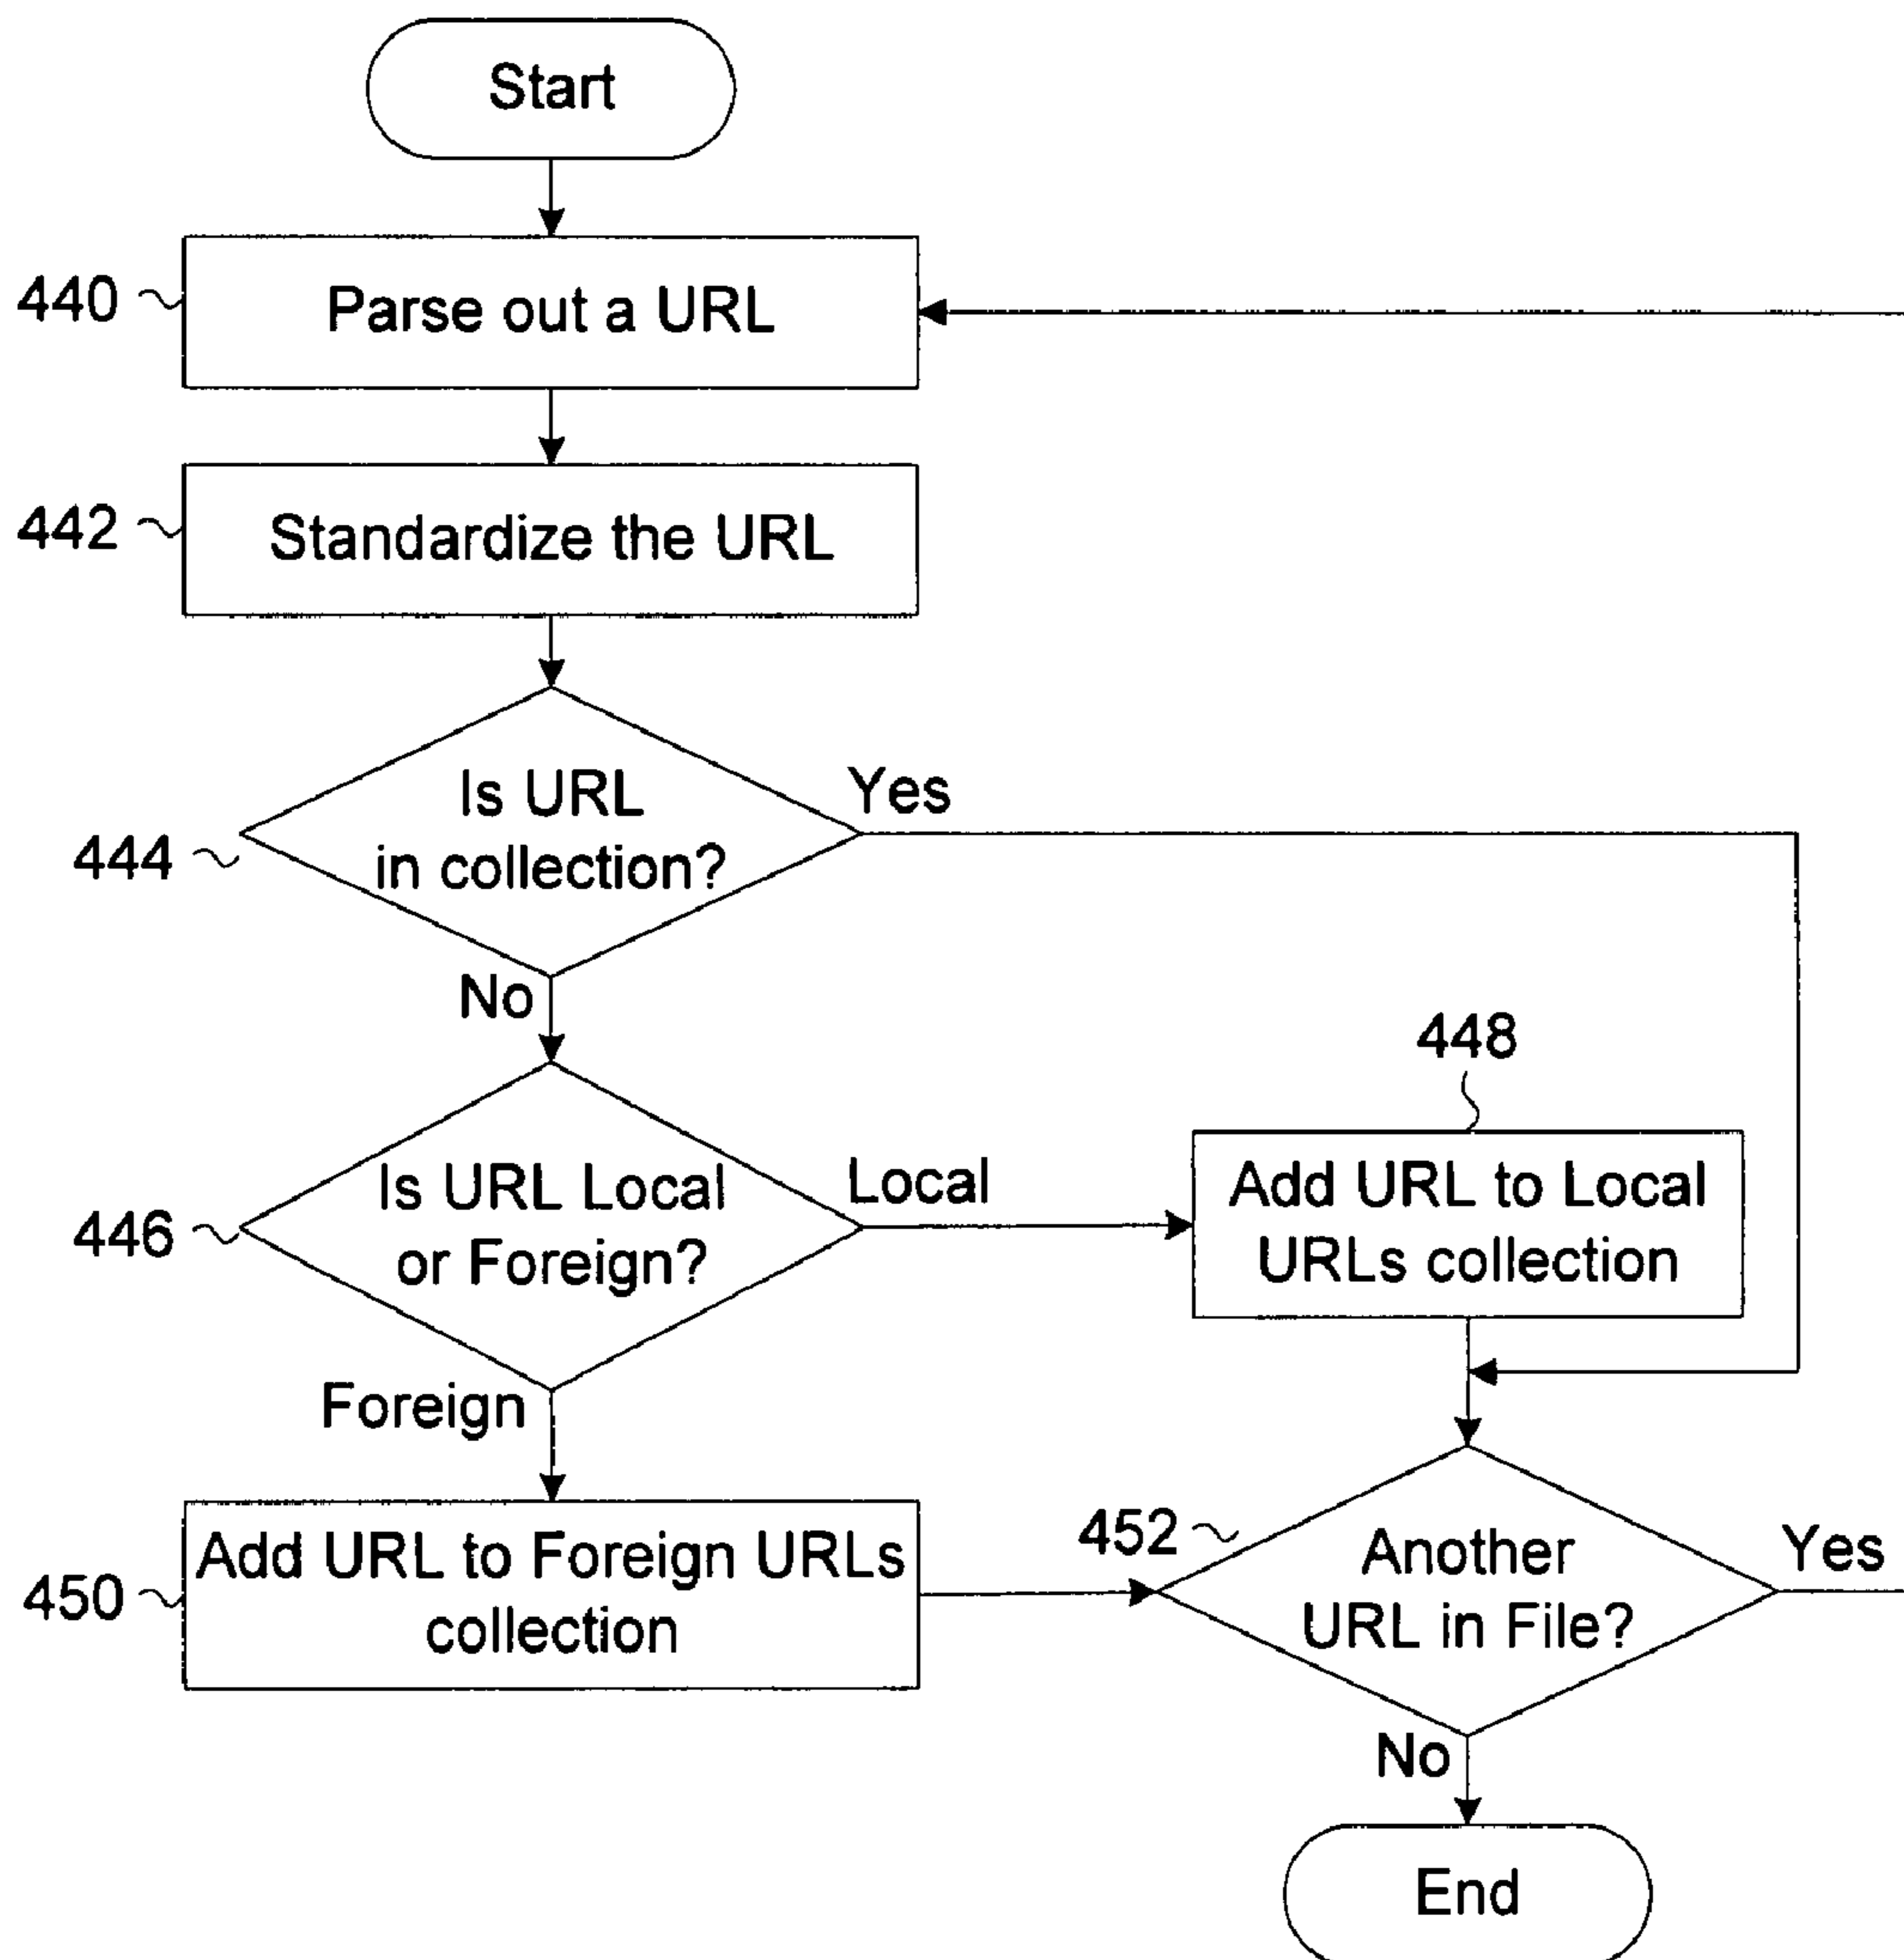 Start
440
Parse out a URL
442
Standardize the URL
Is URL
in collection?
Yes
444
No
448
Is URL Local
or Foreign?
Local
446
Add URL to Local
URLs collection
Foreign
450
Add URL to Foreign URLs
collection
452
Another
URL in File?
Yes
No
End